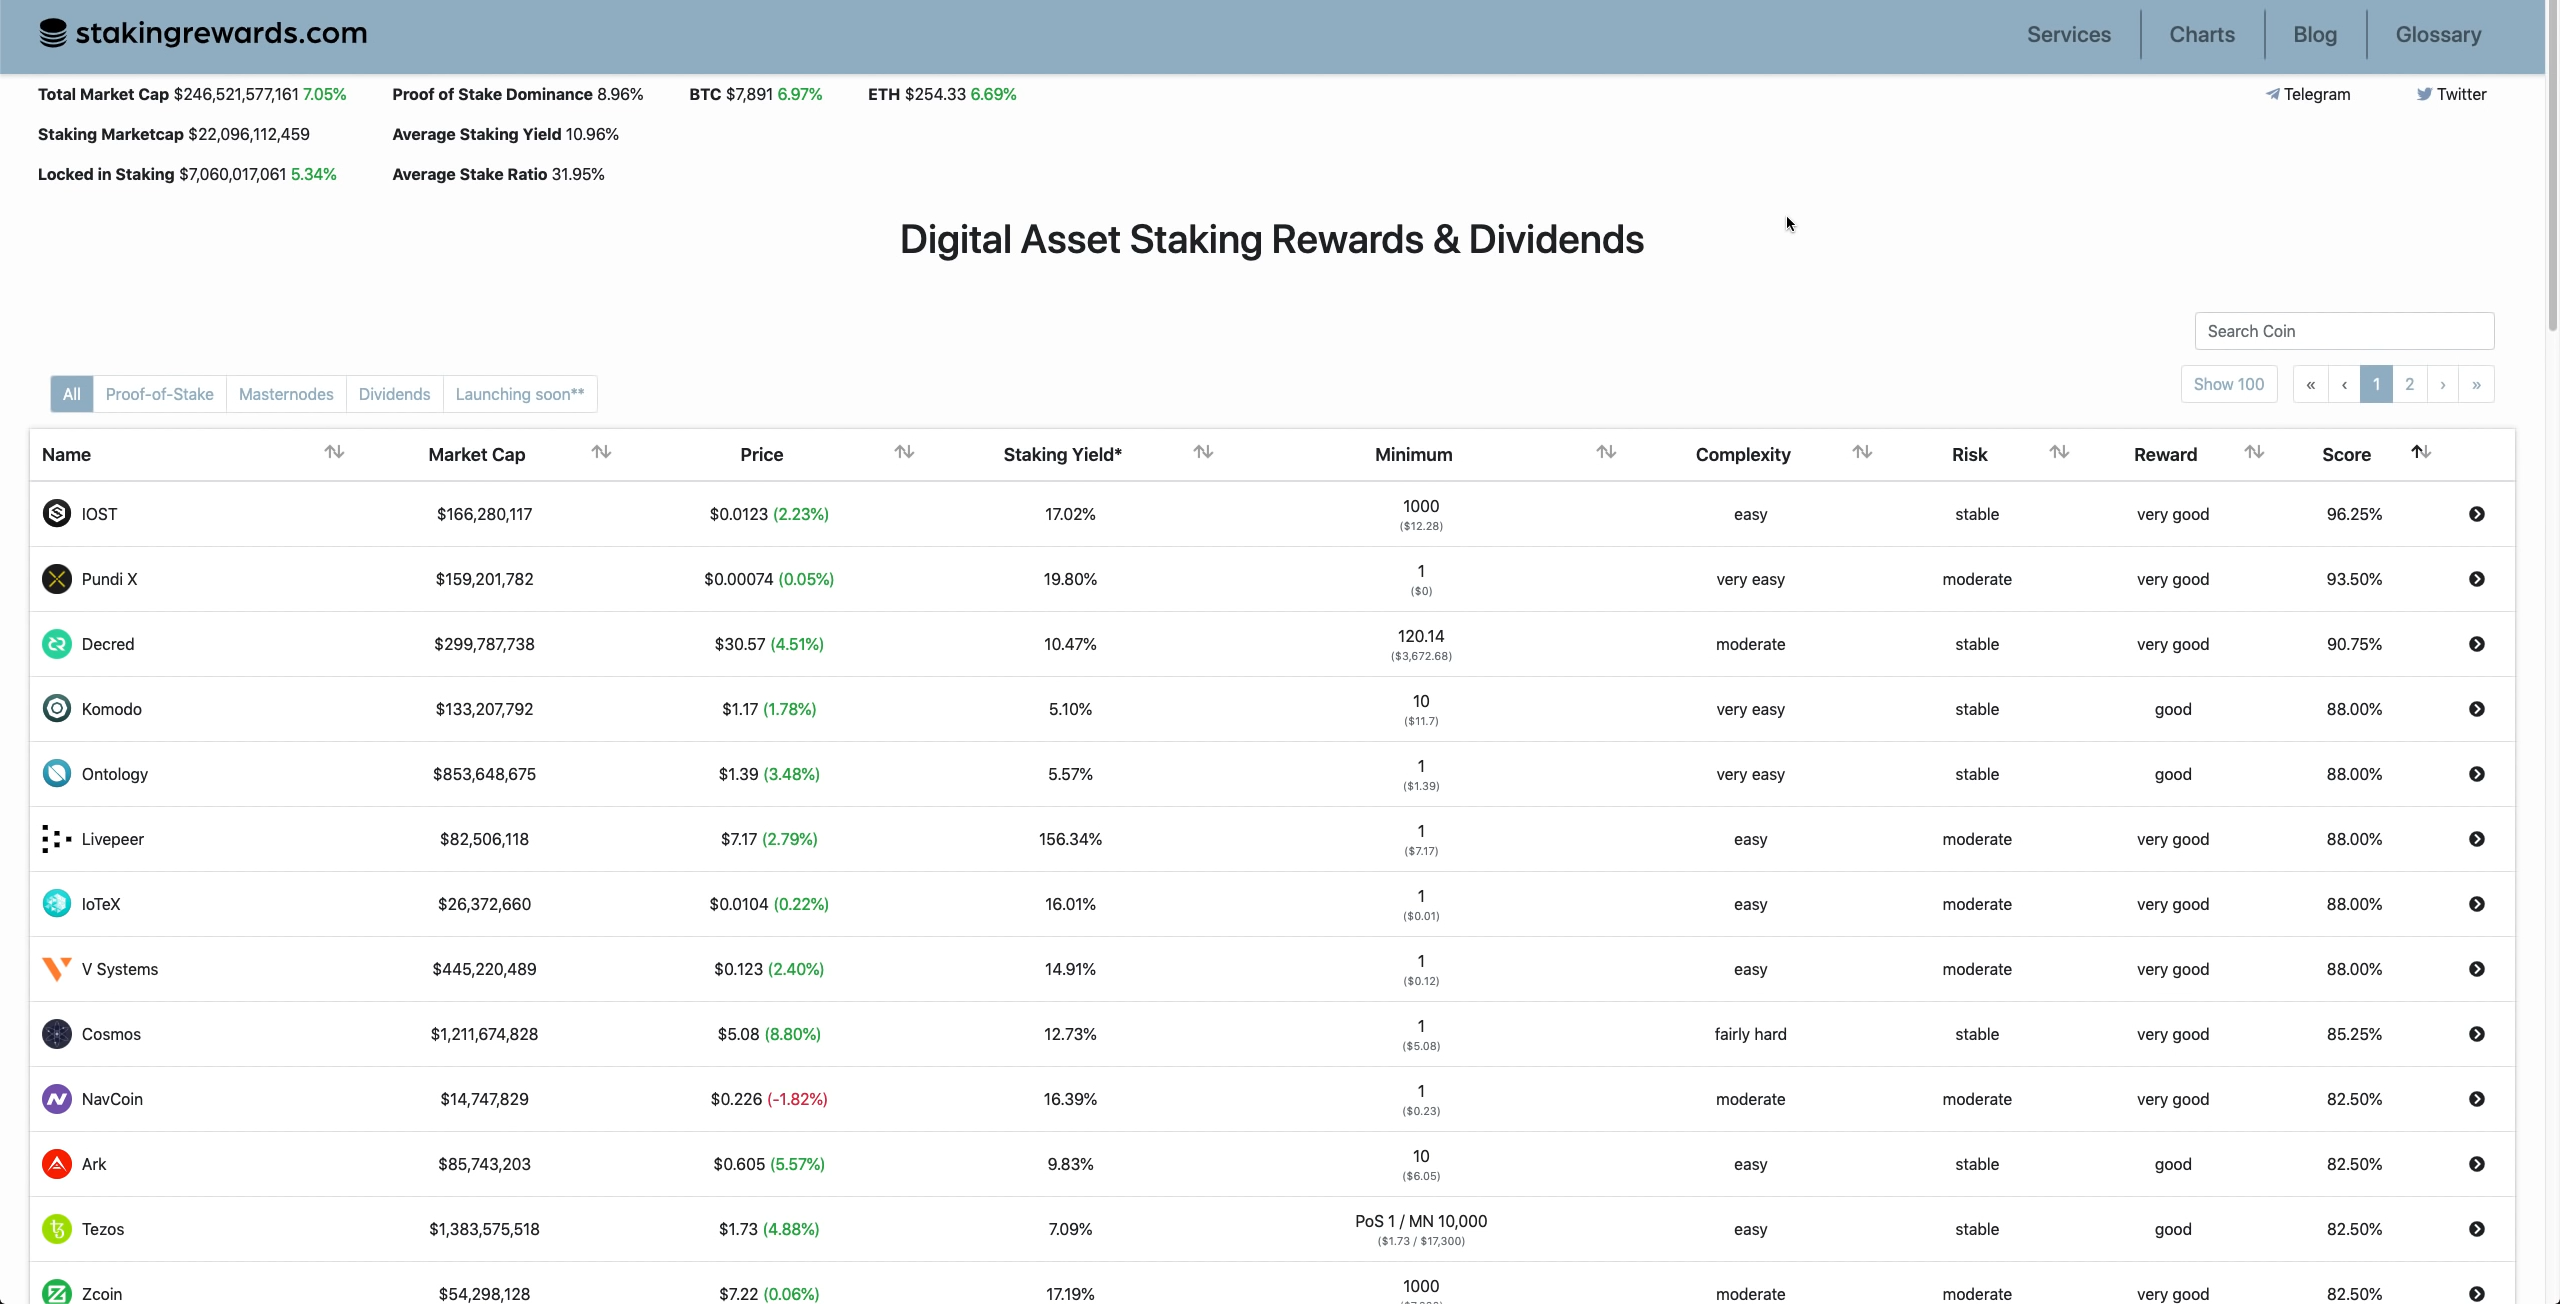 stakingrewards.com
Services Charts Blog Glossary
Total Market Cap $246,521,577,161 7.05% Proof of Stake Dominance 8.96% BTC $7,891 6.97% ETH $254.33 6.69% Telegram Twitter
Staking Marketcap $22,096,112,459 Average Staking Yield 10.96%
Locked in Staking $7,060,017,061 5.34% Average Stake Ratio 31.95%
Digital Asset Staking Rewards & Dividends
Search Coin
All Proof-of-Stake Masternodes Dividends Launching soon** Show 100 « ‹ 1 2 › »
Name Market Cap Price Staking Yield* Minimum Complexity Risk Reward Score
IOST $166,280,117 $0.0123 (2.23%) 17.02% 1000 easy stable very good 96.25%
($12.28)
Pundi X $159,201,782 $0.00074 (0.05%) 19.80% 1 very easy moderate very good 93.50%
($0)
Decred $299,787,738 $30.57 (4.51%) 10.47% 120.14 moderate stable very good 90.75%
($3,672.68)
Komodo $133,207,792 $1.17 (1.78%) 5.10% 10 very easy stable good 88.00%
($11.7)
Ontology $853,648,675 $1.39 (3.48%) 5.57% 1 very easy stable good 88.00%
($1.39)
Livepeer $82,506,118 $7.17 (2.79%) 156.34% 1 easy moderate very good 88.00%
($7.17)
IoTeX $26,372,660 $0.0104 (0.22%) 16.01% 1 easy moderate very good 88.00%
($0.01)
V Systems $445,220,489 $0.123 (2.40%) 14.91% 1 easy moderate very good 88.00%
($0.12)
Cosmos $1,211,674,828 $5.08 (8.80%) 12.73% 1 fairly hard stable very good 85.25%
($5.08)
NavCoin $14,747,829 $0.226 (-1.82%) 16.39% 1 moderate moderate very good 82.50%
($0.23)
Ark $85,743,203 $0.605 (5.57%) 9.83% 10 easy stable good 82.50%
($6.05)
Tezos $1,383,575,518 $1.73 (4.88%) 7.09% PoS 1 / MN 10,000 easy stable good 82.50%
($1.73 / $17,300)
Zcoin $54,298,128 $7.22 (0.06%) 17.19% 1000 moderate moderate very good 82.50%